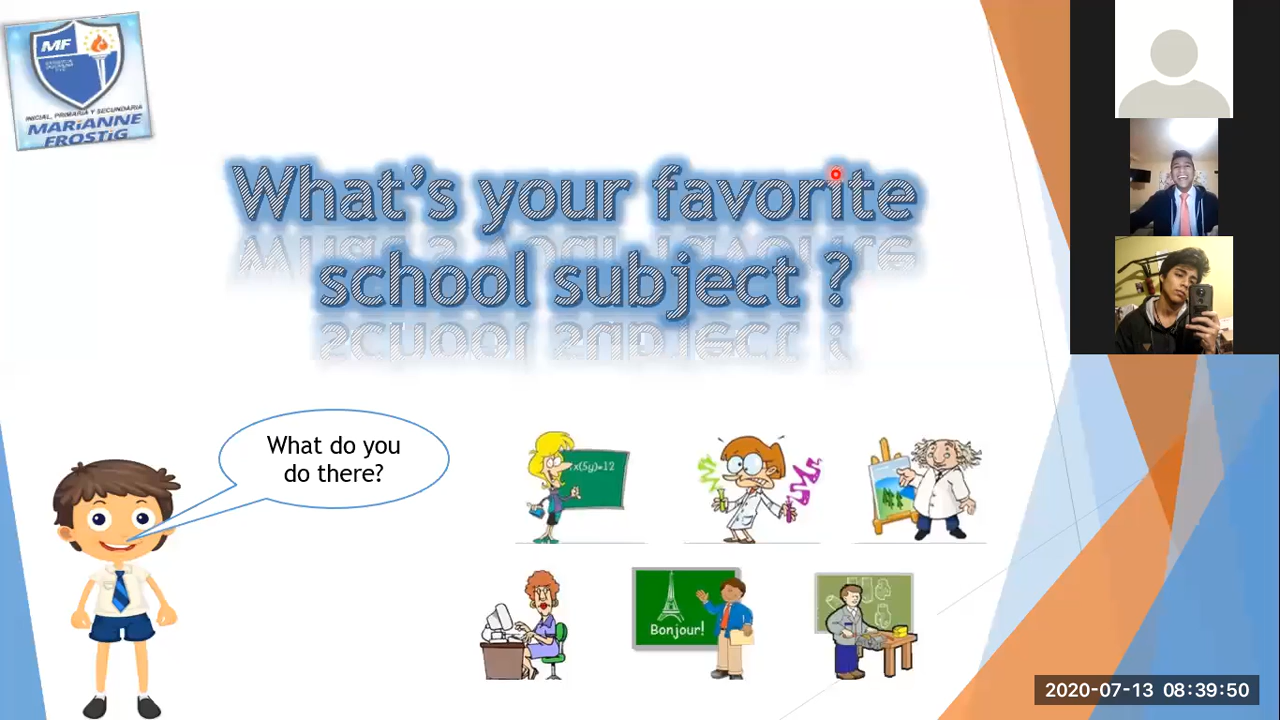 MF
INICIAL, PRIMARIA Y SECUNDARIA
MARIANNE
FROSTIG
What's your favorite
school subject ?
What do you
do there?
x(5y)=12
Bonjour!
2020-07-13 08:39:50